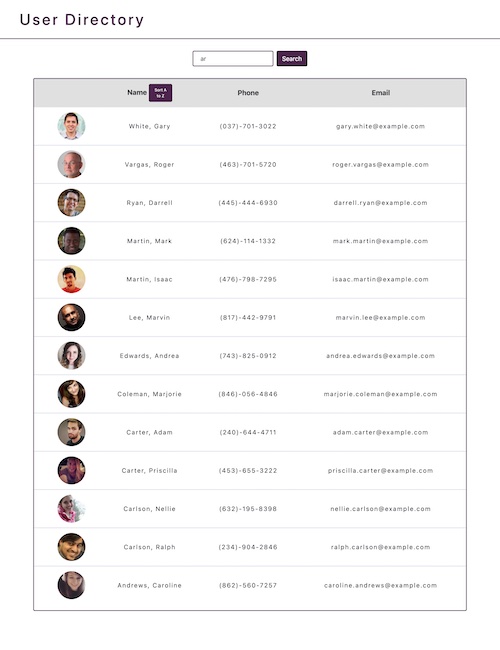 User Directory
ar Search
Name Sort A
to Z Phone Email
White, Gary (037)-701-3022 gary.white@example.com
Vargas, Roger (463)-701-5720 roger.vargas@example.com
Ryan, Darrell (445)-444-6930 darrell.ryan@example.com
Martin, Mark (624)-114-1332 mark.martin@example.com
Martin, Isaac (476)-798-7295 isaac.martin@example.com
Lee, Marvin (817)-442-9791 marvin.lee@example.com
Edwards, Andrea (743)-825-0912 andrea.edwards@example.com
Coleman, Marjorie (846)-056-4846 marjorie.coleman@example.com
Carter, Adam (240)-644-4711 adam.carter@example.com
Carter, Priscilla (453)-655-3222 priscilla.carter@example.com
Carlson, Nellie (632)-195-8398 nellie.carlson@example.com
Carlson, Ralph (234)-904-2846 ralph.carlson@example.com
Andrews, Caroline (862)-560-7257 caroline.andrews@example.com